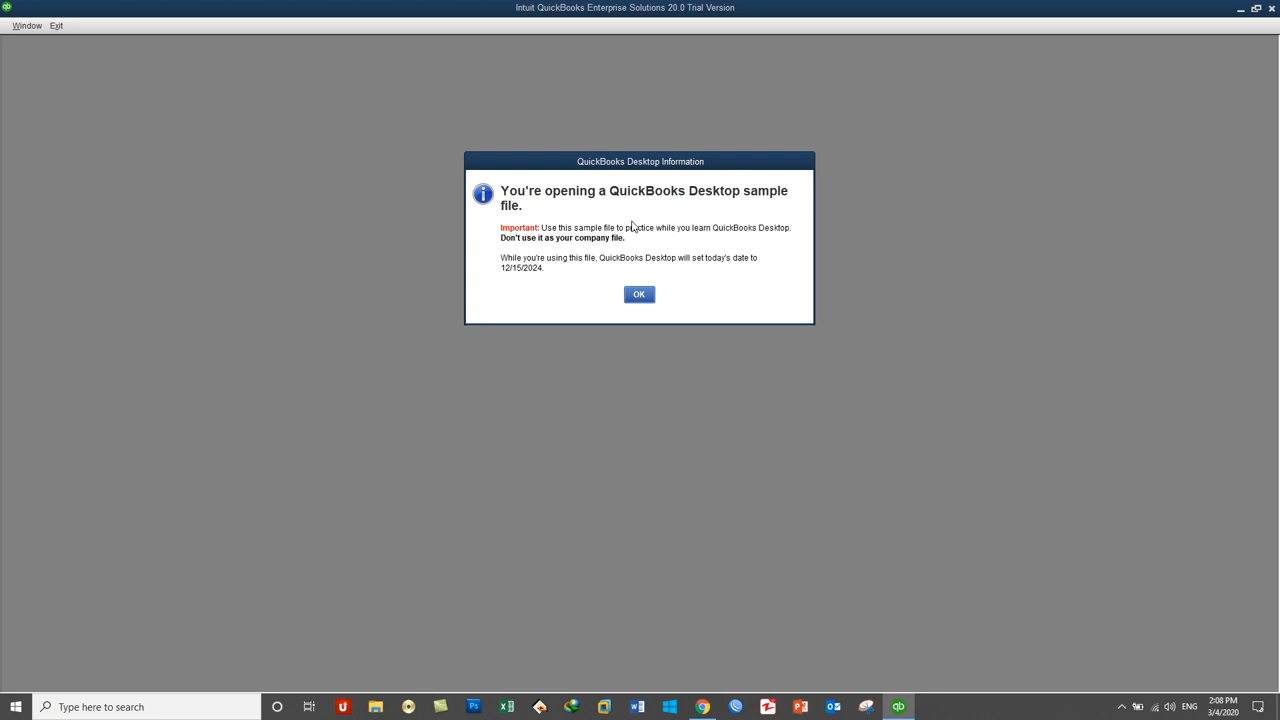 Intuit QuickBooks Enterprise Solutions 20.0 Trial Version
Window Exit
QuickBooks Desktop Information
You're opening a QuickBooks Desktop sample
file.
Important: Use this sample file to practice while you learn QuickBooks Desktop.
Don't use it as your company file.
While you're using this file, QuickBooks Desktop will set today's date to
12/15/2024.
OK
Type here to search
ENG
2:08 PM
3/4/2020